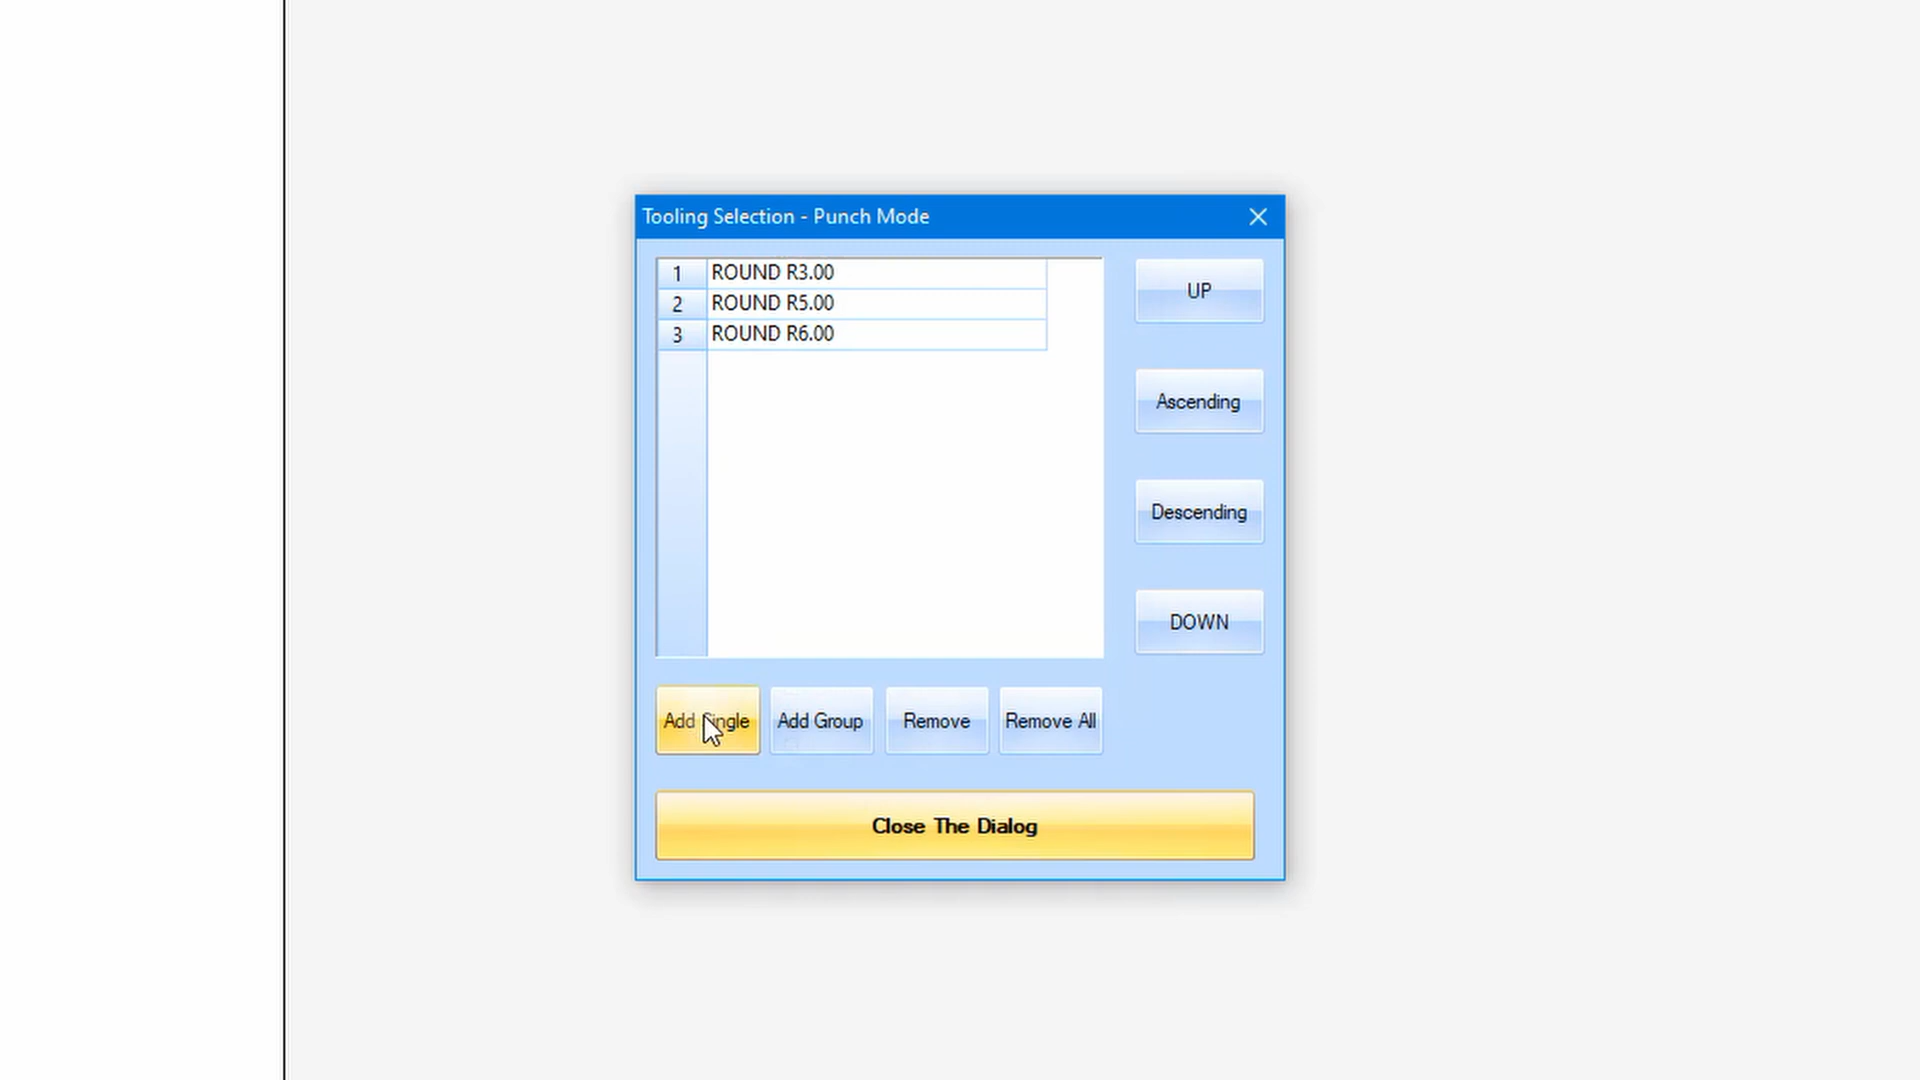 Tooling Selection - Punch Mode
1 ROUND R3.00
2 ROUND R5.00
3 ROUND R6.00
UP
Ascending
Descending
DOWN
Add Single Add Group Remove Remove All
Close The Dialog